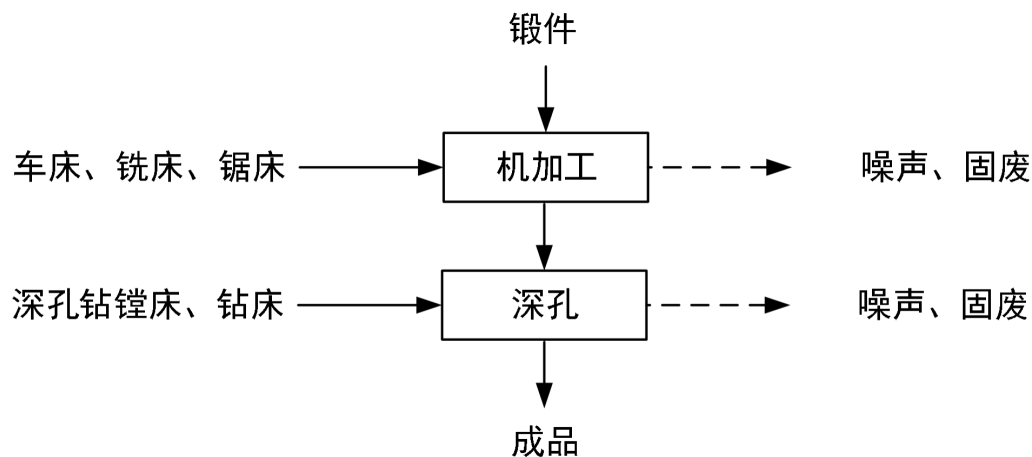 锻件
车床、铣床、锯床
机加工
噪声、固废
深孔钻镗床、钻床
深孔
噪声、固废
成品